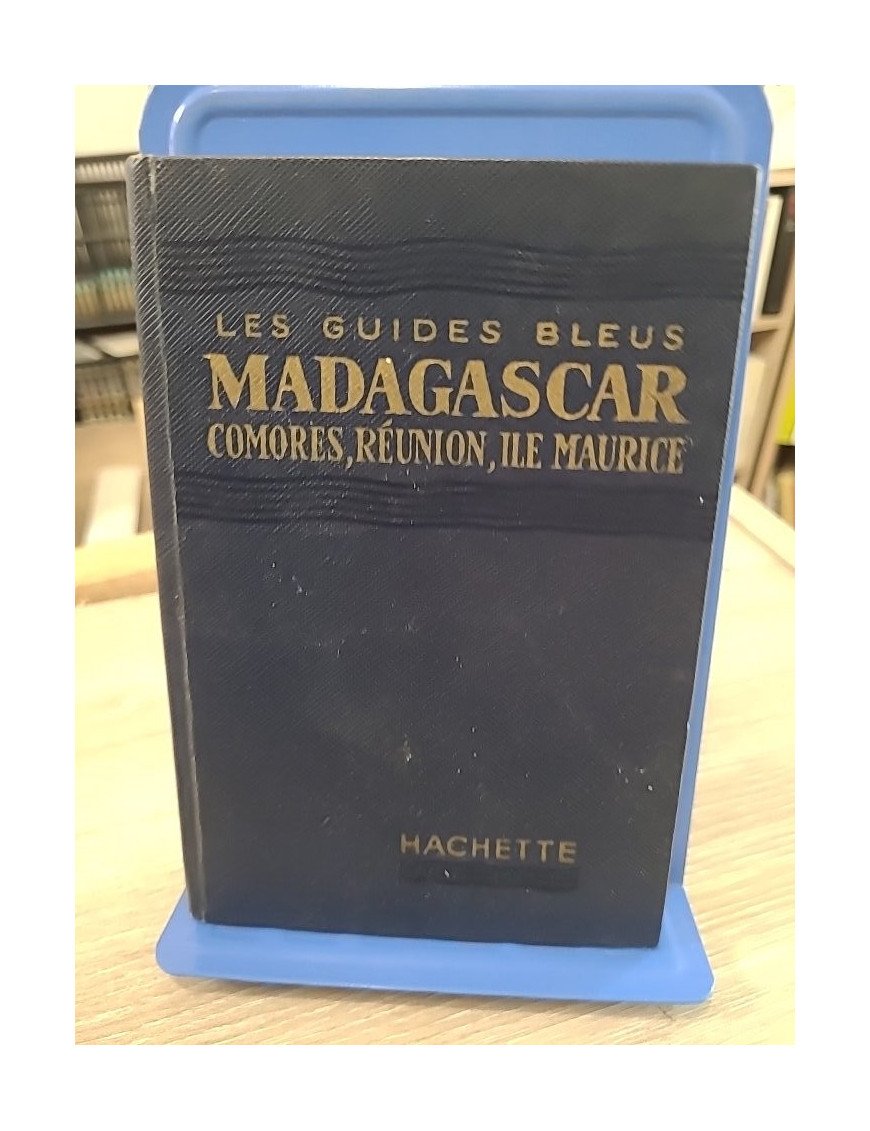 LES GUIDES BLEUS
MADAGASCAR
COMORES, RÉUNION, ILE MAURICE
HACHETTE